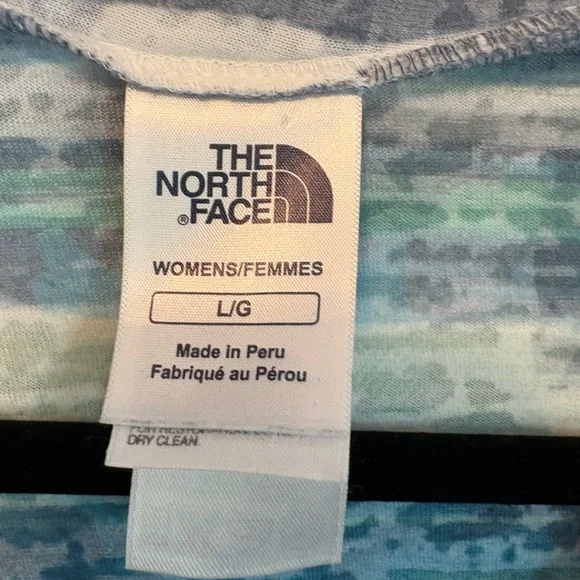 THE
NORTH
®FACE
WOMENS/FEMMES
L/G
Made in Peru
Fabriqué au Pérou
DRY CLEAN